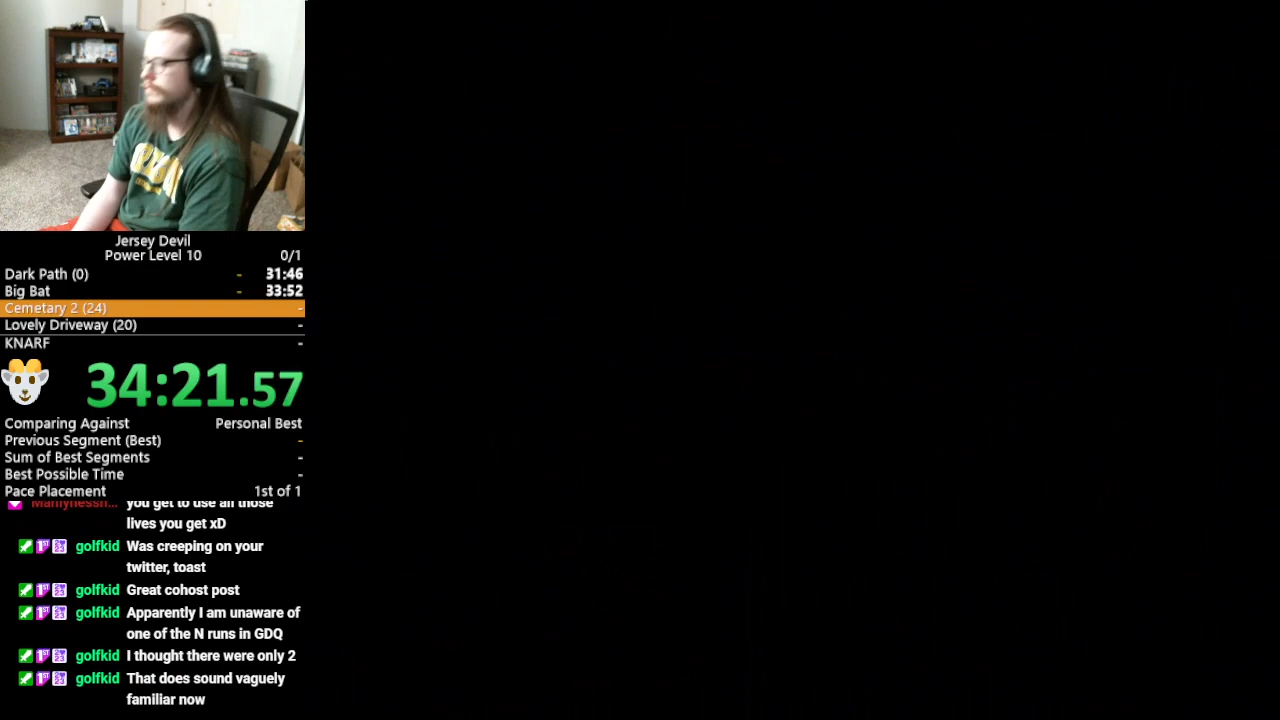 Jersey Devil
Power Level 10 0/1
Dark Path (0) - 31:46
Big Bat - 33:52
Cemetary 2 (24) -
Lovely Driveway (20) -
KNARF -
34:21.57
Comparing Against Personal Best
Previous Segment (Best) -
Sum of Best Segments -
Best Possible Time -
Pace Placement 1st of 1
you get to use all those
lives you get xD
golfkid Was creeping on your
twitter, toast
golfkid Great cohost post
golfkid Apparently I am unaware of
one of the N runs in GDQ
golfkid I thought there were only 2
golfkid That does sound vaguely
familiar now